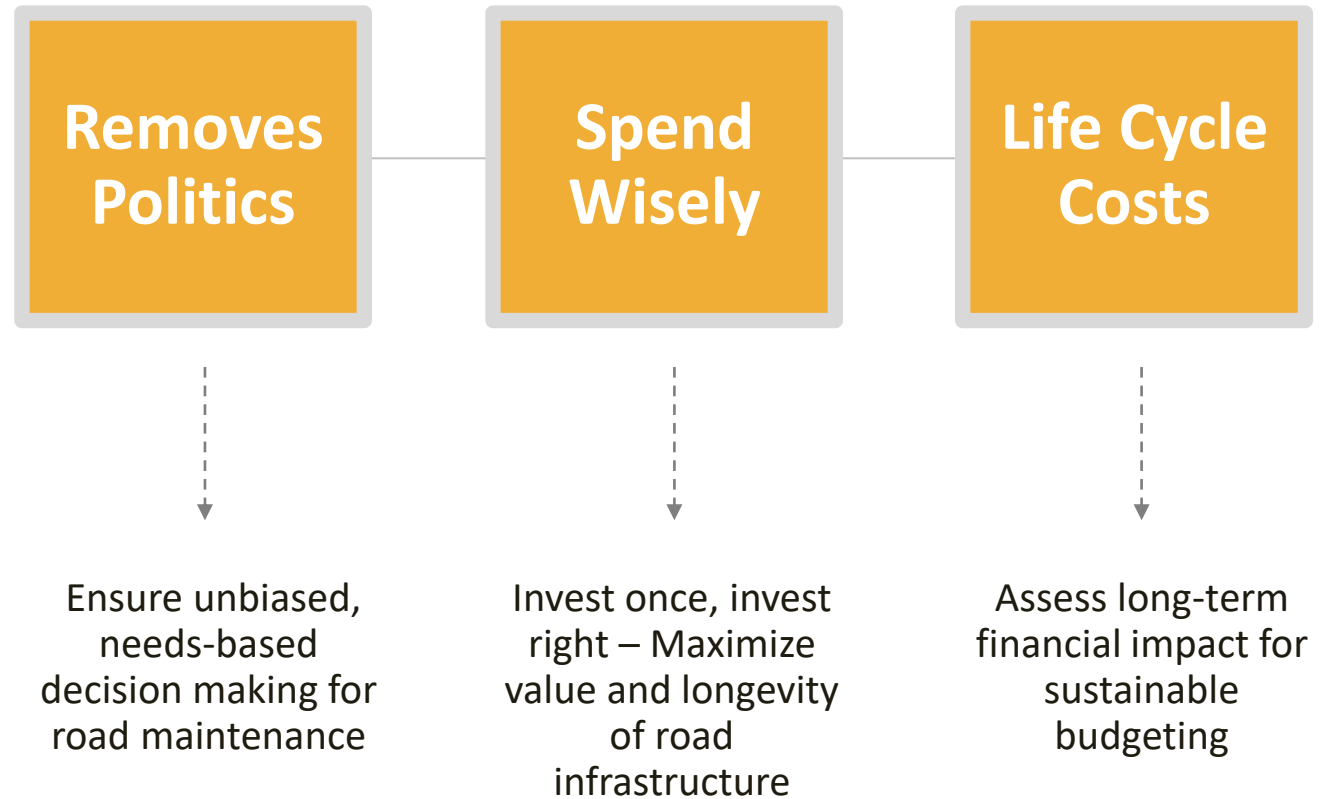 Removes
Politics
Spend
Wisely
Life Cycle
Costs
Ensure unbiased,
needs-based
decision making for
road maintenance
Invest once, invest
right – Maximize
value and longevity
of road
infrastructure
Assess long-term
financial impact for
sustainable
budgeting